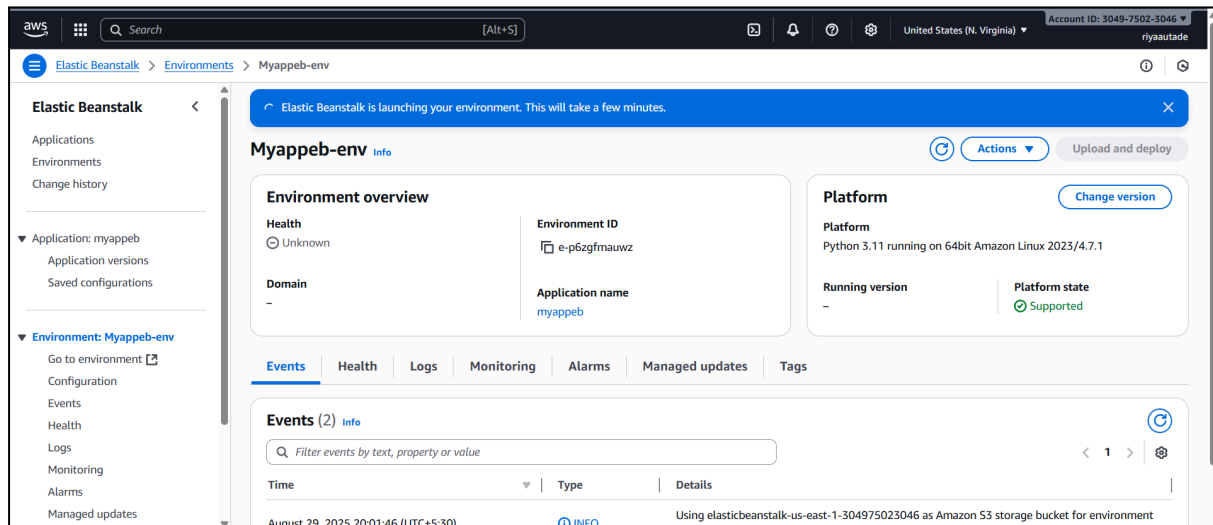 aws
Search [Alt+S]
United States (N. Virginia)
Account ID: 3049-7502-3046
riyaautade
Elastic Beanstalk > Environments > Myappeb-env
Elastic Beanstalk
Applications
Environments
Change history
Application: myappeb
Application versions
Saved configurations
Environment: Myappeb-env
Go to environment
Configuration
Events
Health
Logs
Monitoring
Alarms
Managed updates
Elastic Beanstalk is launching your environment. This will take a few minutes.
Myappeb-env Info
Actions
Upload and deploy
Environment overview
Health
Unknown
Domain
–
Environment ID
e-p6zgfmauwz
Application name
myappeb
Platform
Change version
Platform
Python 3.11 running on 64bit Amazon Linux 2023/4.7.1
Running version
–
Platform state
Supported
Events Health Logs Monitoring Alarms Managed updates Tags
Events (2) Info
Filter events by text, property or value
1
Time Type Details
August 29, 2025 20:01:46 (UTC+5:30) INFO Using elasticbeanstalk-us-east-1-304975023046 as Amazon S3 storage bucket for environment